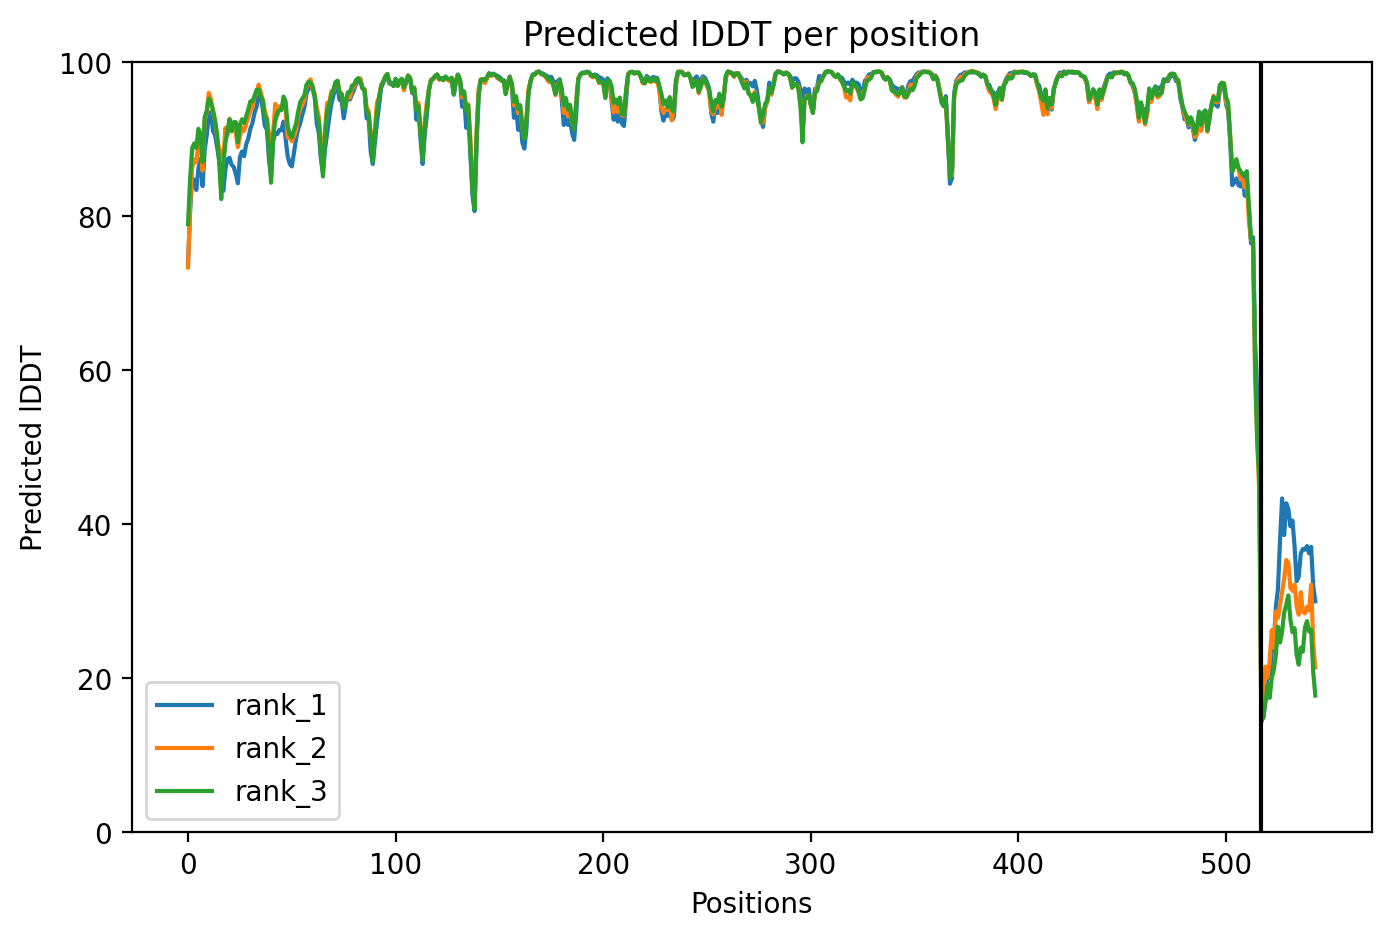 Predicted lDDT per position
100
80
60
40
20
0
Predicted lDDT
rank_1
rank_2
rank_3
0 100 200 300 400 500
Positions